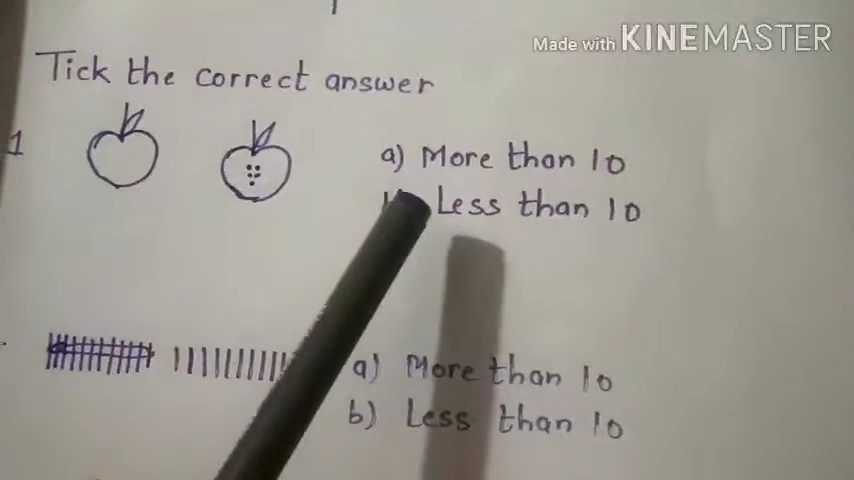 Made with KINEMASTER
Tick the correct answer
1
a) More than 10
Less than 10
a) More than 10
b) Less than 10